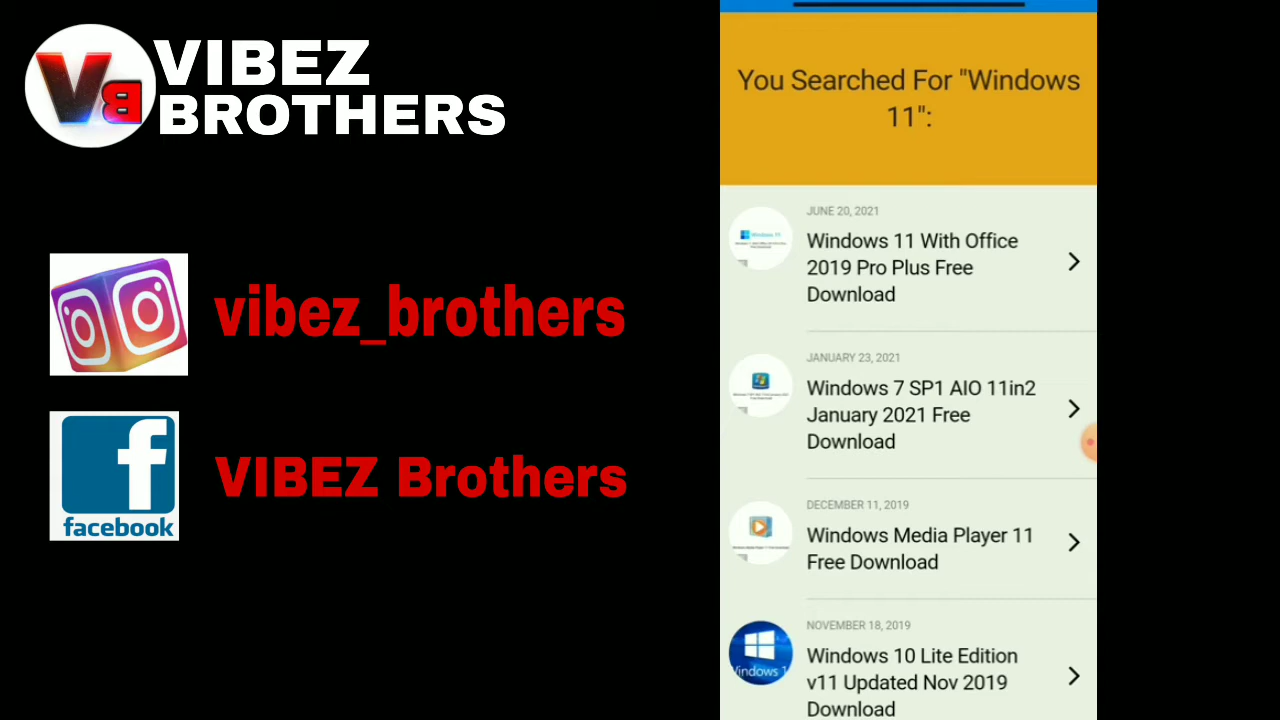 VB
VIBEZ
BROTHERS
vibez_brothers
facebook
VIBEZ Brothers
You Searched For "Windows
11":
JUNE 20, 2021
Windows 11 With Office
2019 Pro Plus Free
Download
JANUARY 23, 2021
Windows 7 SP1 AIO 11in2
January 2021 Free
Download
DECEMBER 11, 2019
Windows Media Player 11
Free Download
NOVEMBER 18, 2019
Windows 10 Lite Edition
v11 Updated Nov 2019
Download